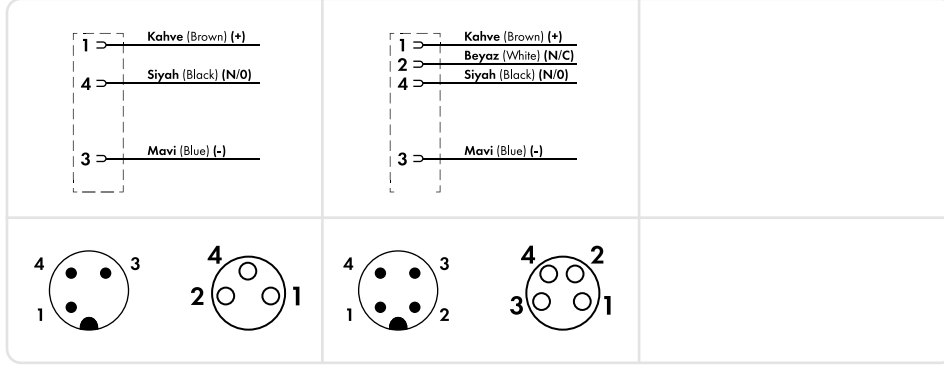 1 Kahve (Brown) (+)
4 Siyah (Black) (N/0)
3 Mavi (Blue) (-)
1 Kahve (Brown) (+)
2 Beyaz (White) (N/C)
4 Siyah (Black) (N/0)
3 Mavi (Blue) (-)
4 3
1
4
2 1
4 3
1 2
4 2
3 1